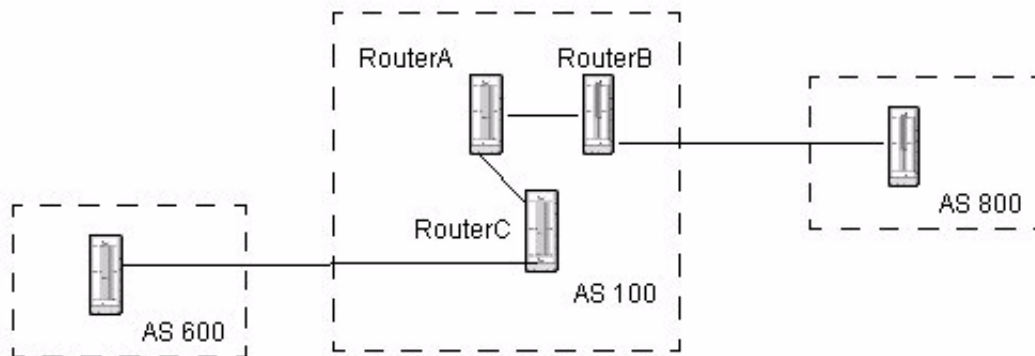 RouterA
RouterB
RouterC
AS 800
AS 100
AS 600